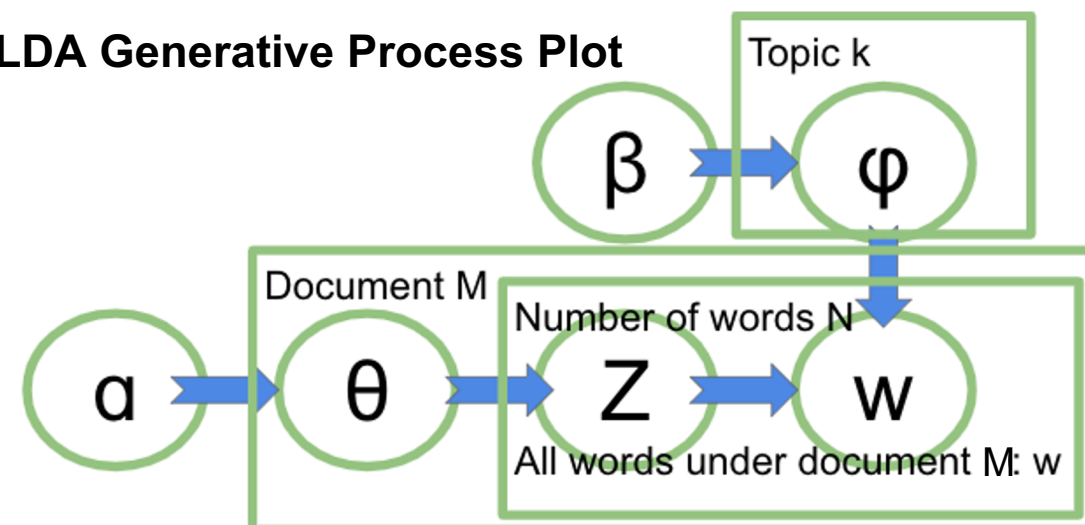 LDA Generative Process Plot
Topic k
β
φ
Document M
Number of words N
α
θ
Z
w
All words under document M: w